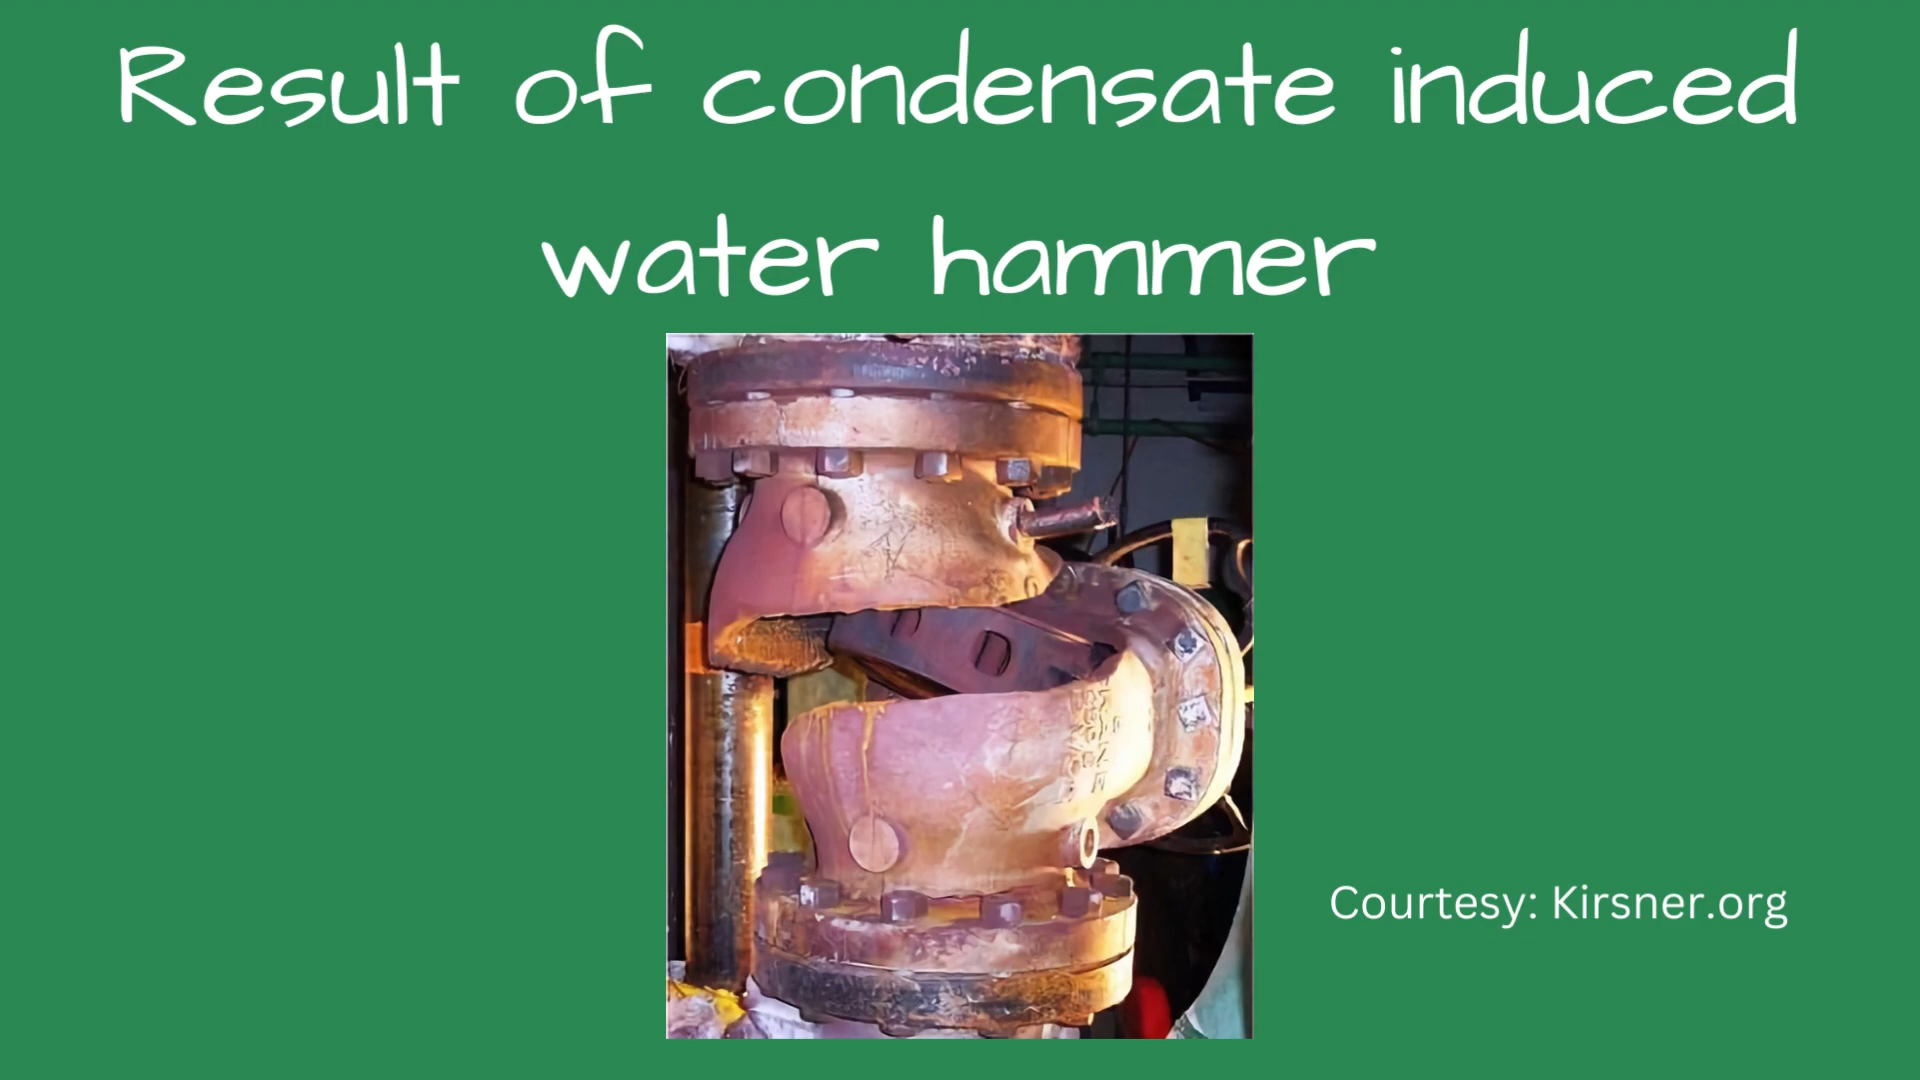 Result of condensate induced
water hammer
Courtesy: Kirsner.org